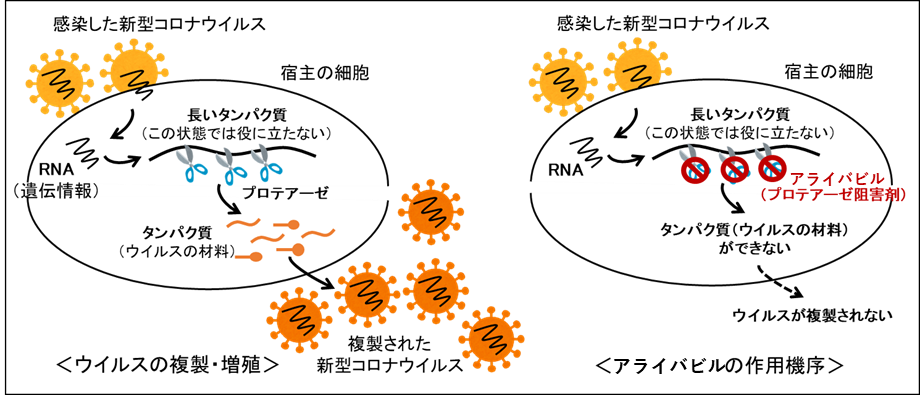 感染した新型コロナウイルス
宿主の細胞
長いタンパク質
(この状態では役に立たない)
RNA
(遺伝情報)
プロテアーゼ
タンパク質
(ウイルスの材料)
複製された
新型コロナウイルス
＜ウイルスの複製・増殖＞
感染した新型コロナウイルス
宿主の細胞
長いタンパク質
(この状態では役に立たない)
RNA
アライバビル
(プロテアーゼ阻害剤)
タンパク質(ウイルスの材料)
ができない
ウイルスが複製されない
＜アライバビルの作用機序＞